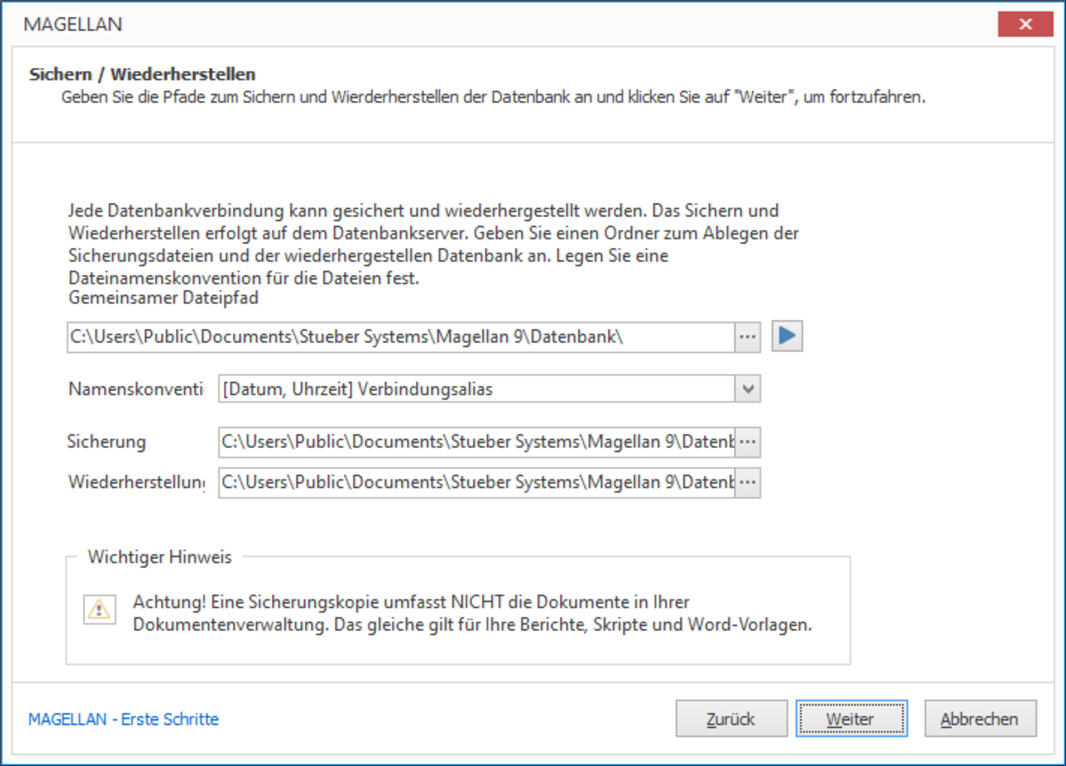 MAGELLAN
Sichern / Wiederherstellen
Geben Sie die Pfade zum Sichern und Wierderherstellen der Datenbank an und klicken Sie auf "Weiter", um fortzufahren.
Jede Datenbankverbindung kann gesichert und wiederhergestellt werden. Das Sichern und
Wiederherstellen erfolgt auf dem Datenbankserver. Geben Sie einen Ordner zum Ablegen der
Sicherungsdateien und der wiederhergestellen Datenbank an. Legen Sie eine
Dateinamenskonvention für die Dateien fest.
Gemeinsamer Dateipfad
C:\Users\Public\Documents\Stueber Systems\Magellan 9\Datenbank\ ...
Namenskonventi [Datum, Uhrzeit] Verbindungsalias
Sicherung C:\Users\Public\Documents\Stueber Systems\Magellan 9\Datenb ...
Wiederherstellung C:\Users\Public\Documents\Stueber Systems\Magellan 9\Datenb ...
Wichtiger Hinweis
Achtung! Eine Sicherungskopie umfasst NICHT die Dokumente in Ihrer
Dokumentenverwaltung. Das gleiche gilt für Ihre Berichte, Skripte und Word-Vorlagen.
MAGELLAN - Erste Schritte Zurück Weiter Abbrechen